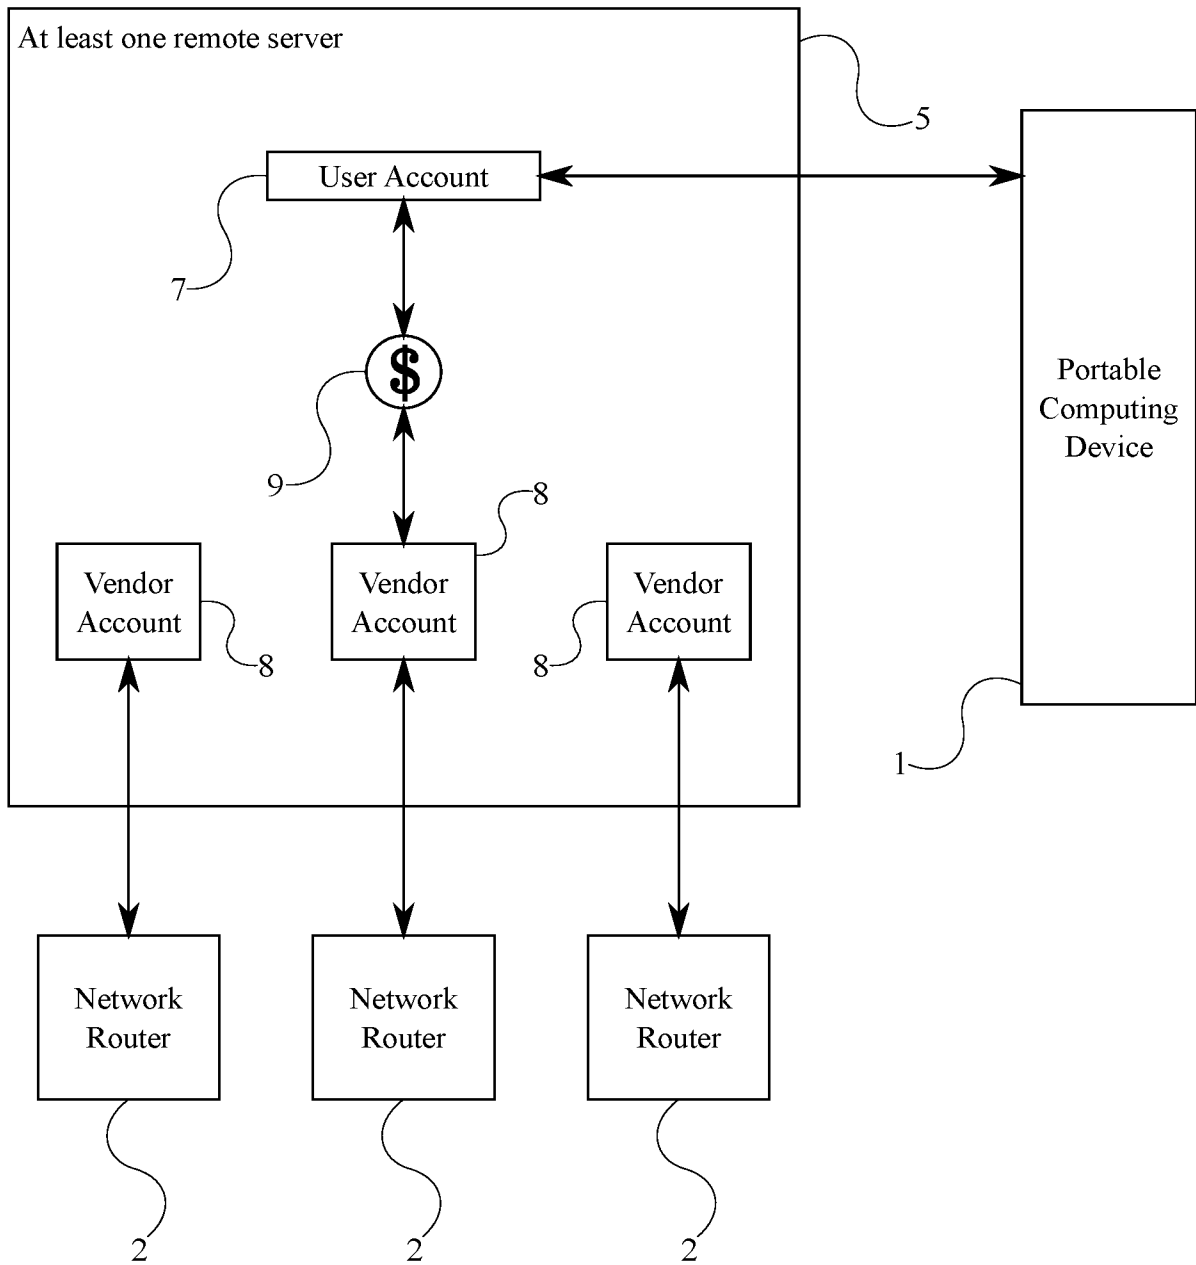 At least one remote server
5
User Account
7
$
Portable
Computing
Device
9
8
Vendor
Account
Vendor
Account
Vendor
Account
8
8
1
Network
Router
Network
Router
Network
Router
2
2
2